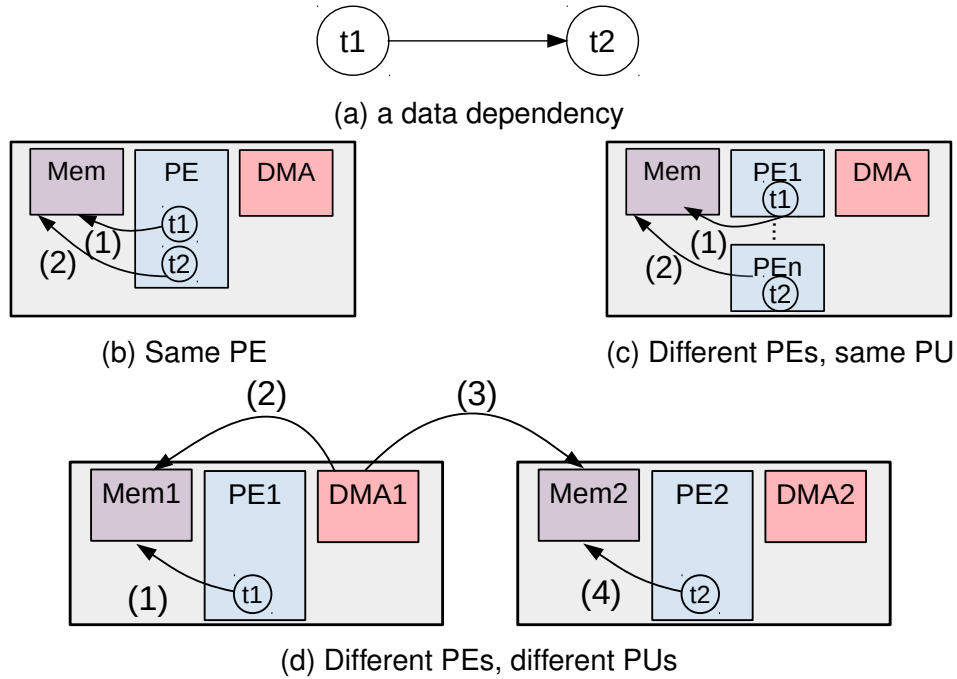 t1 t2
(a) a data dependency
Mem PE DMA
t1
(1)
t2
(2)
(b) Same PE
Mem PE1 DMA
t1
(1)
(2)
PEn
t2
(c) Different PEs, same PU
(2) (3)
Mem1 PE1 DMA1
t1
(1)
Mem2 PE2 DMA2
t2
(4)
(d) Different PEs, different PUs